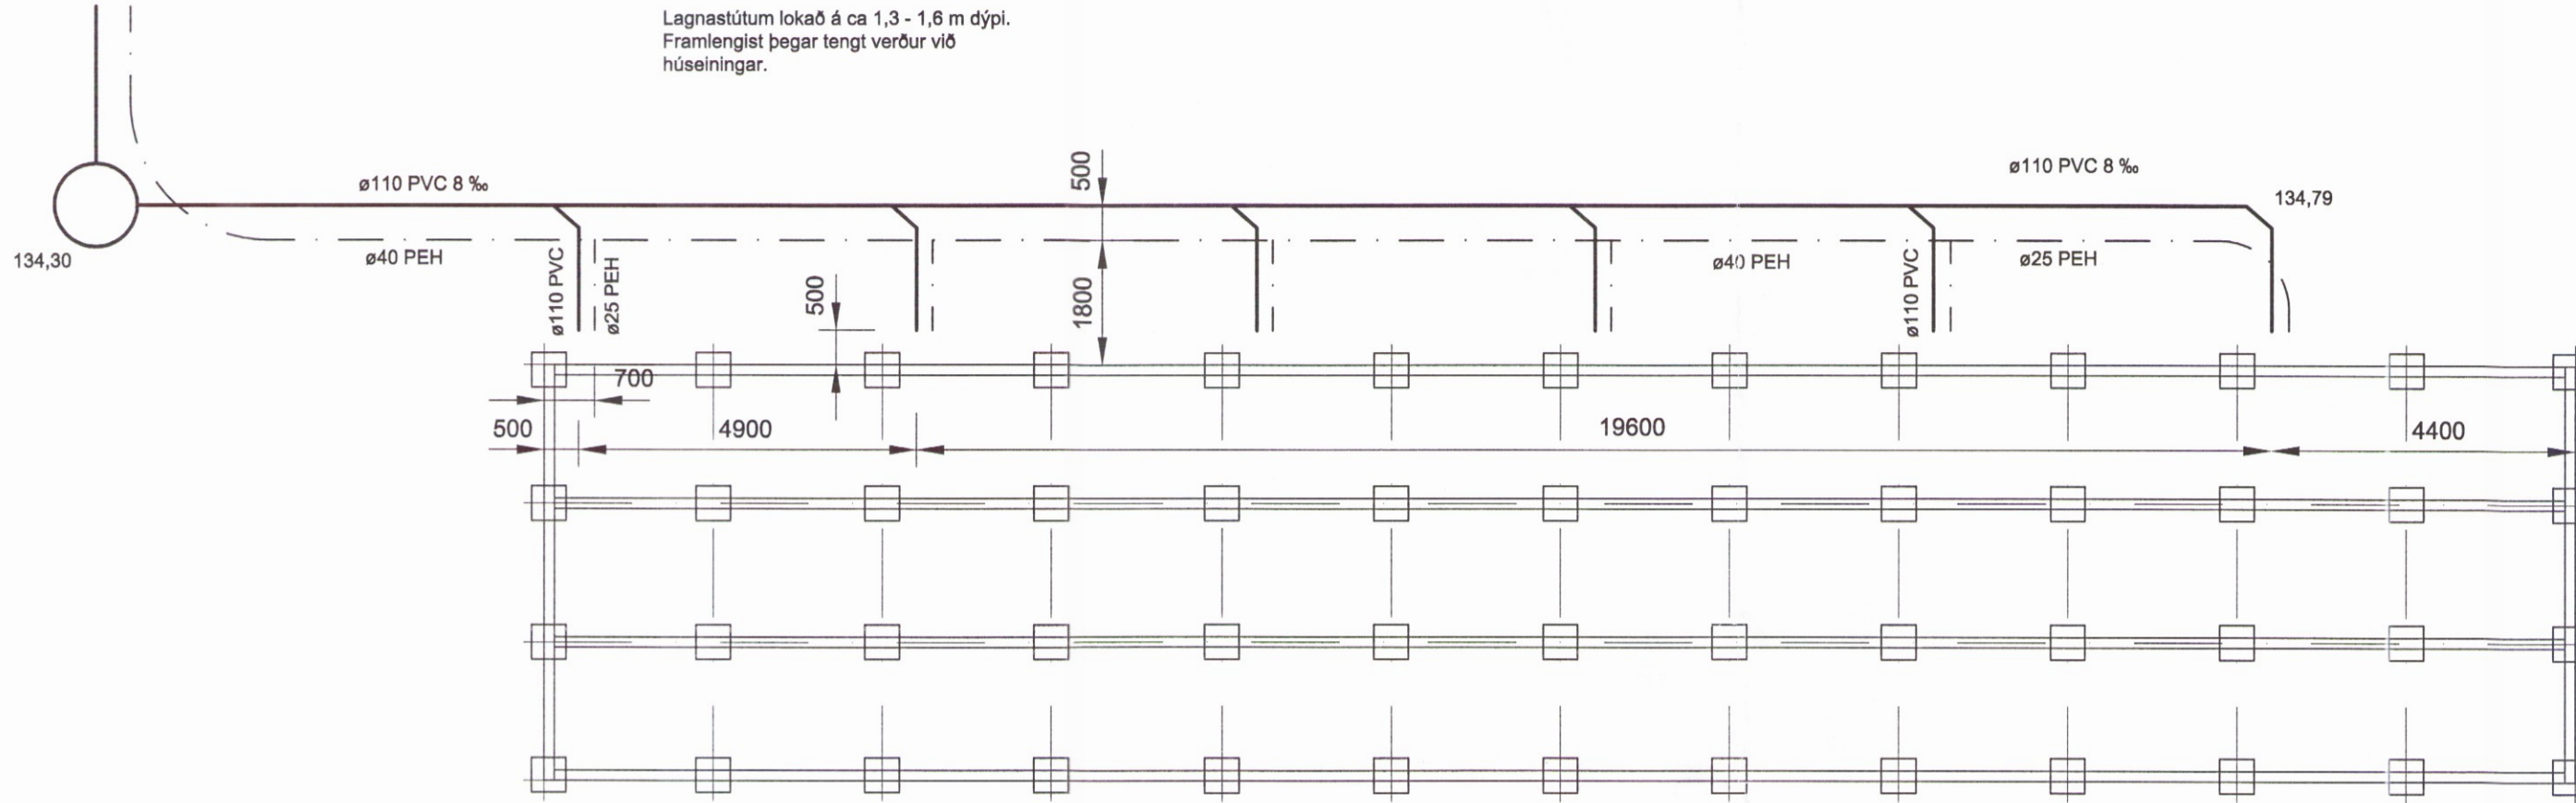 Lagnastútum lokað á ca 1,3 - 1,6 m dýpi.
Framlengist þegar tengt verður við
húseiningar.
ø110 PVC 8 ‰
500
ø110 PVC 8 ‰
134,79
134,30
ø40 PEH
ø110 PVC
ø25 PEH
500
1800
ø40 PEH
ø110 PVC
ø25 PEH
700
500
4900
19600
4400